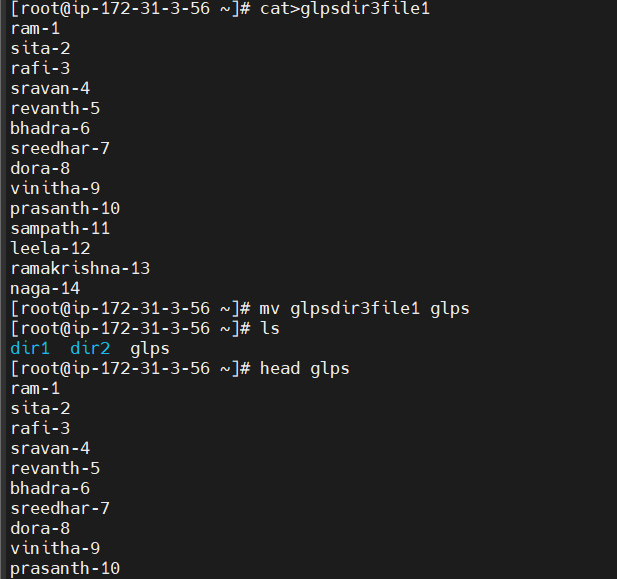 [root@ip-172-31-3-56 ~]# cat>glpsdir3file1
ram-1
sita-2
rafi-3
sravan-4
revanth-5
bhadra-6
sreedhar-7
dora-8
vinitha-9
prasanth-10
sampath-11
leela-12
ramakrishna-13
naga-14
[root@ip-172-31-3-56 ~]# mv glpsdir3file1 glps
[root@ip-172-31-3-56 ~]# ls
dir1  dir2  glps
[root@ip-172-31-3-56 ~]# head glps
ram-1
sita-2
rafi-3
sravan-4
revanth-5
bhadra-6
sreedhar-7
dora-8
vinitha-9
prasanth-10